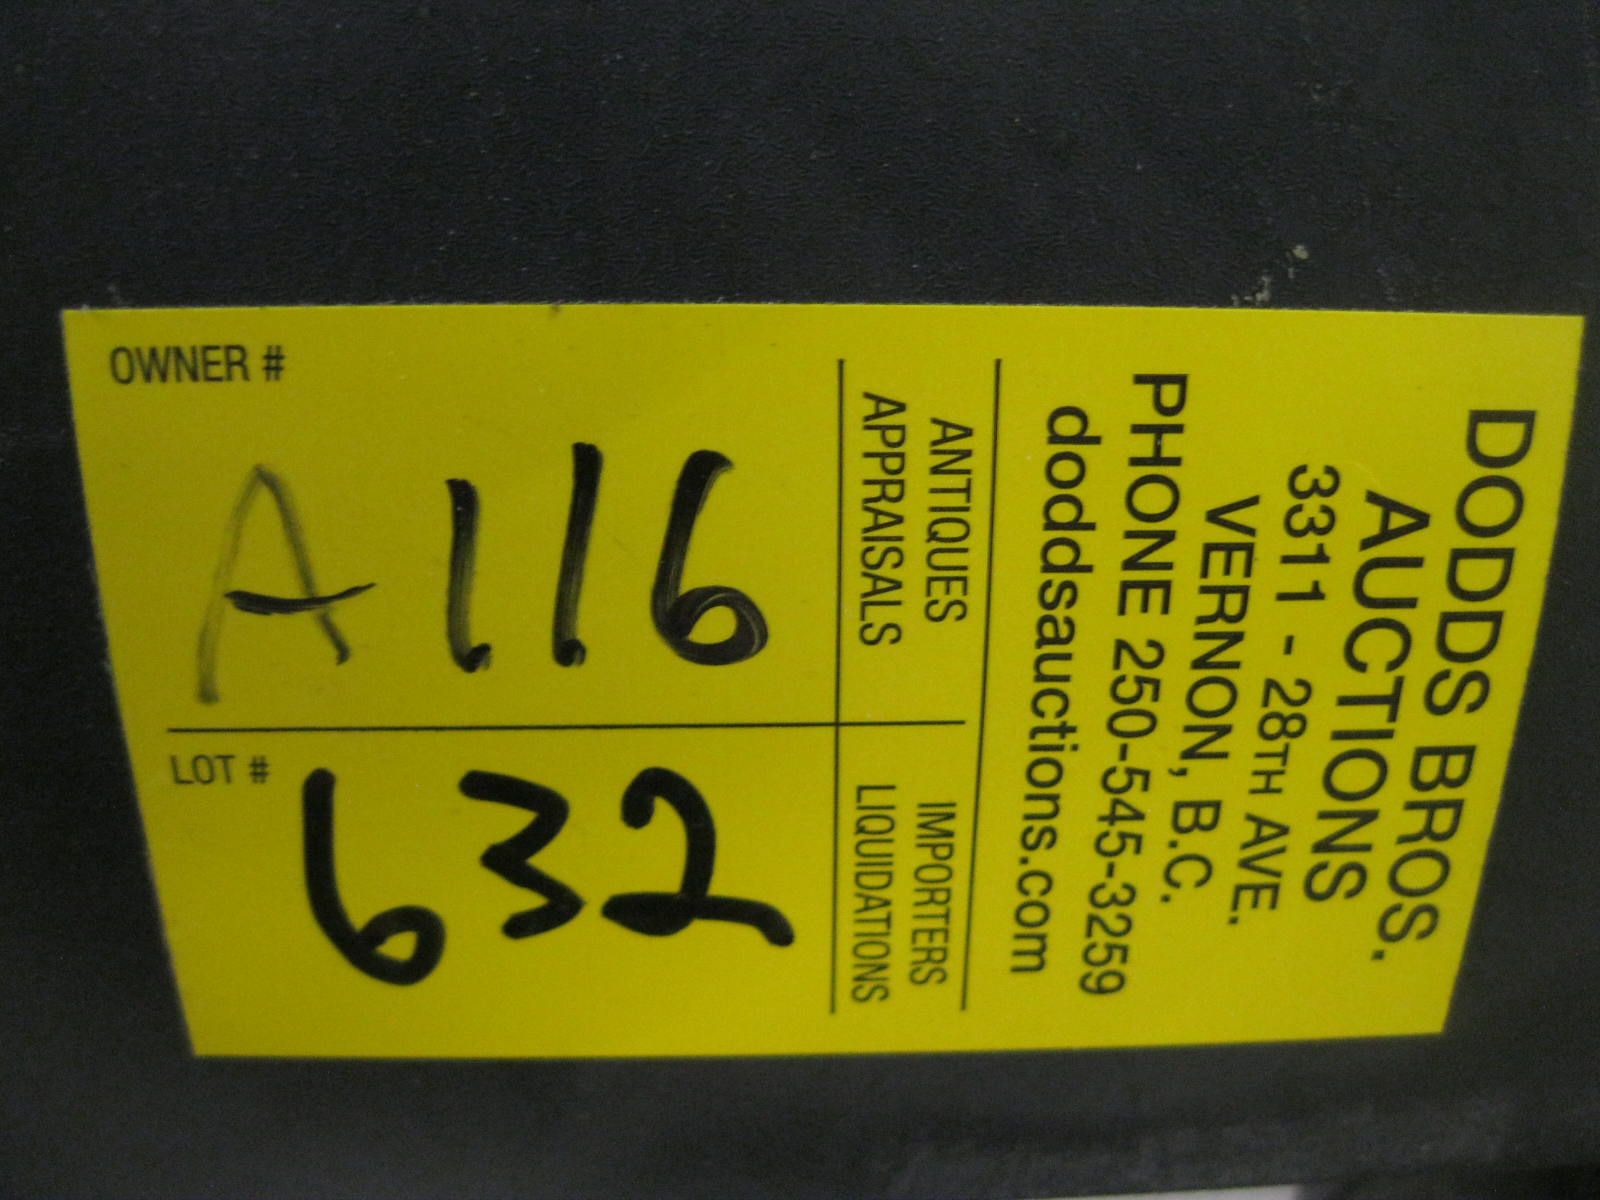 DODDS BROS.
AUCTIONS
3311 - 28TH AVE.
VERNON, B.C.
PHONE 250-545-3259
doddsauctions.com
ANTIQUES
APPRAISALS
IMPORTERS
LIQUIDATIONS
OWNER #
A116
LOT #
632